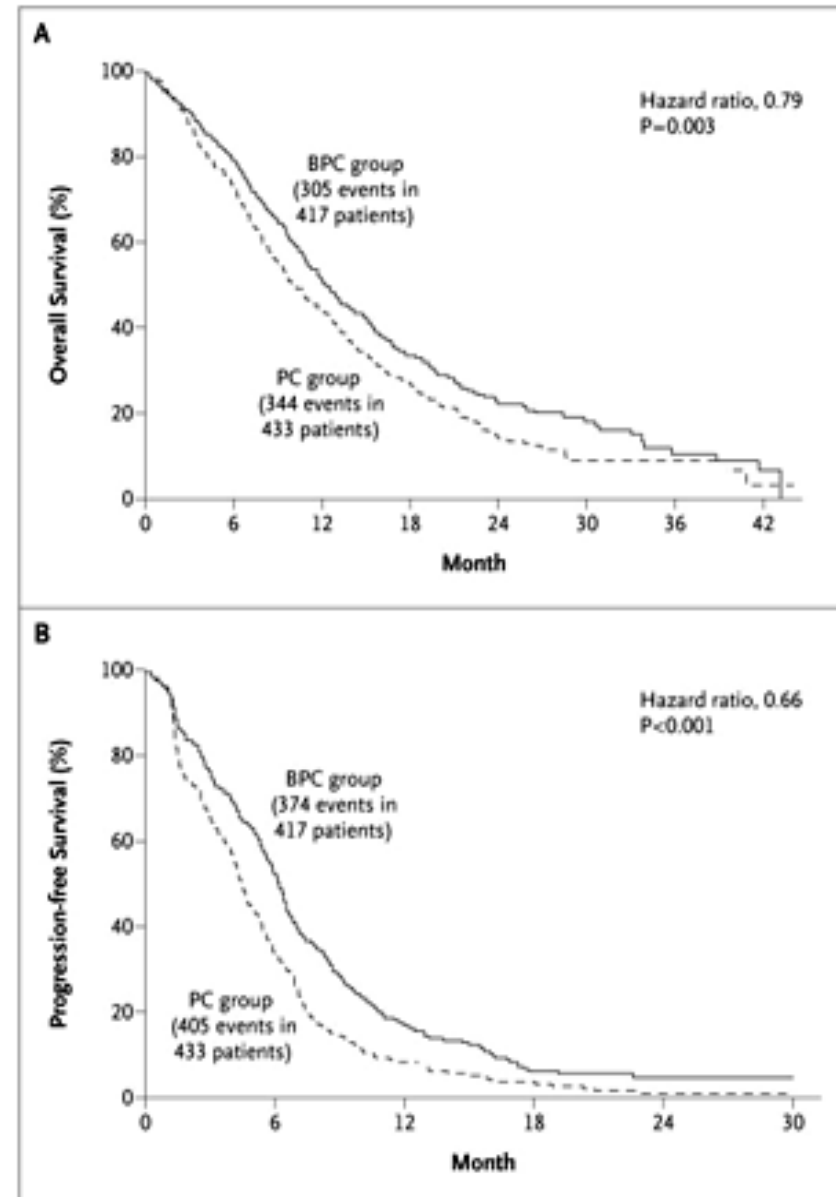 A
100
80
60
40
20
0
Overall Survival (%)
Hazard ratio, 0.79
P=0.003
BPC group
(305 events in
417 patients)
PC group
(344 events in
433 patients)
0 6 12 18 24 30 36 42
Month
B
100
80
60
40
20
0
Progression-free Survival (%)
Hazard ratio, 0.66
P<0.001
BPC group
(374 events in
417 patients)
PC group
(405 events in
433 patients)
0 6 12 18 24 30
Month